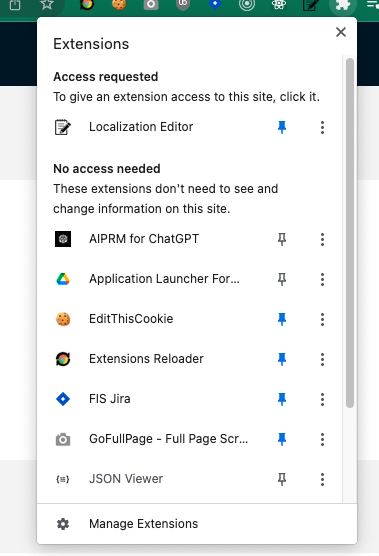 Extensions
Access requested
To give an extension access to this site, click it.
Localization Editor
No access needed
These extensions don't need to see and
change information on this site.
AIPRM for ChatGPT
Application Launcher For...
EditThisCookie
Extensions Reloader
FIS Jira
GoFullPage - Full Page Scr...
JSON Viewer
Manage Extensions